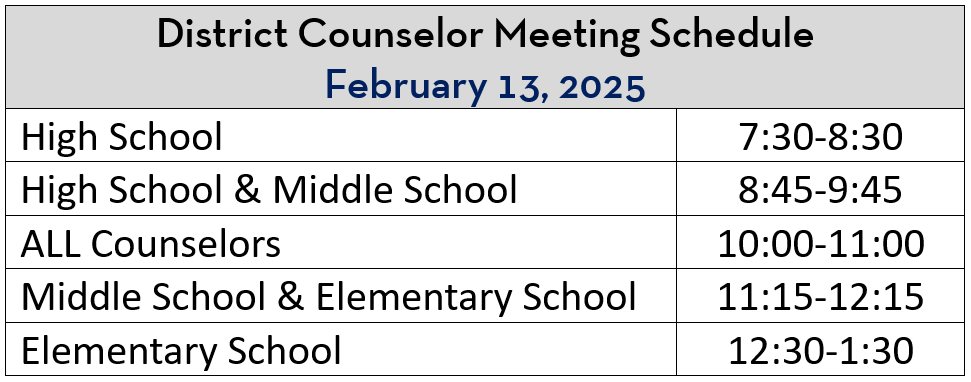 District Counselor Meeting Schedule
February 13, 2025
High School 7:30-8:30
High School & Middle School 8:45-9:45
ALL Counselors 10:00-11:00
Middle School & Elementary School 11:15-12:15
Elementary School 12:30-1:30